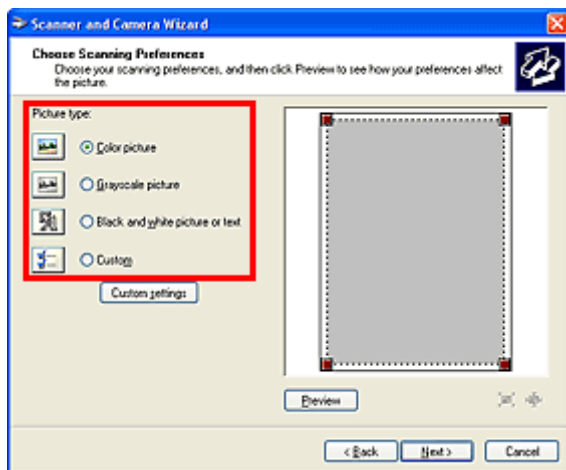 Scanner and Camera Wizard
Choose Scanning Preferences
Choose your scanning preferences, and then click Preview to see how your preferences affect
the picture.
Picture type:
Color picture
Grayscale picture
Black and white picture or text
Custom
Custom settings
Preview
< Back
Next >
Cancel